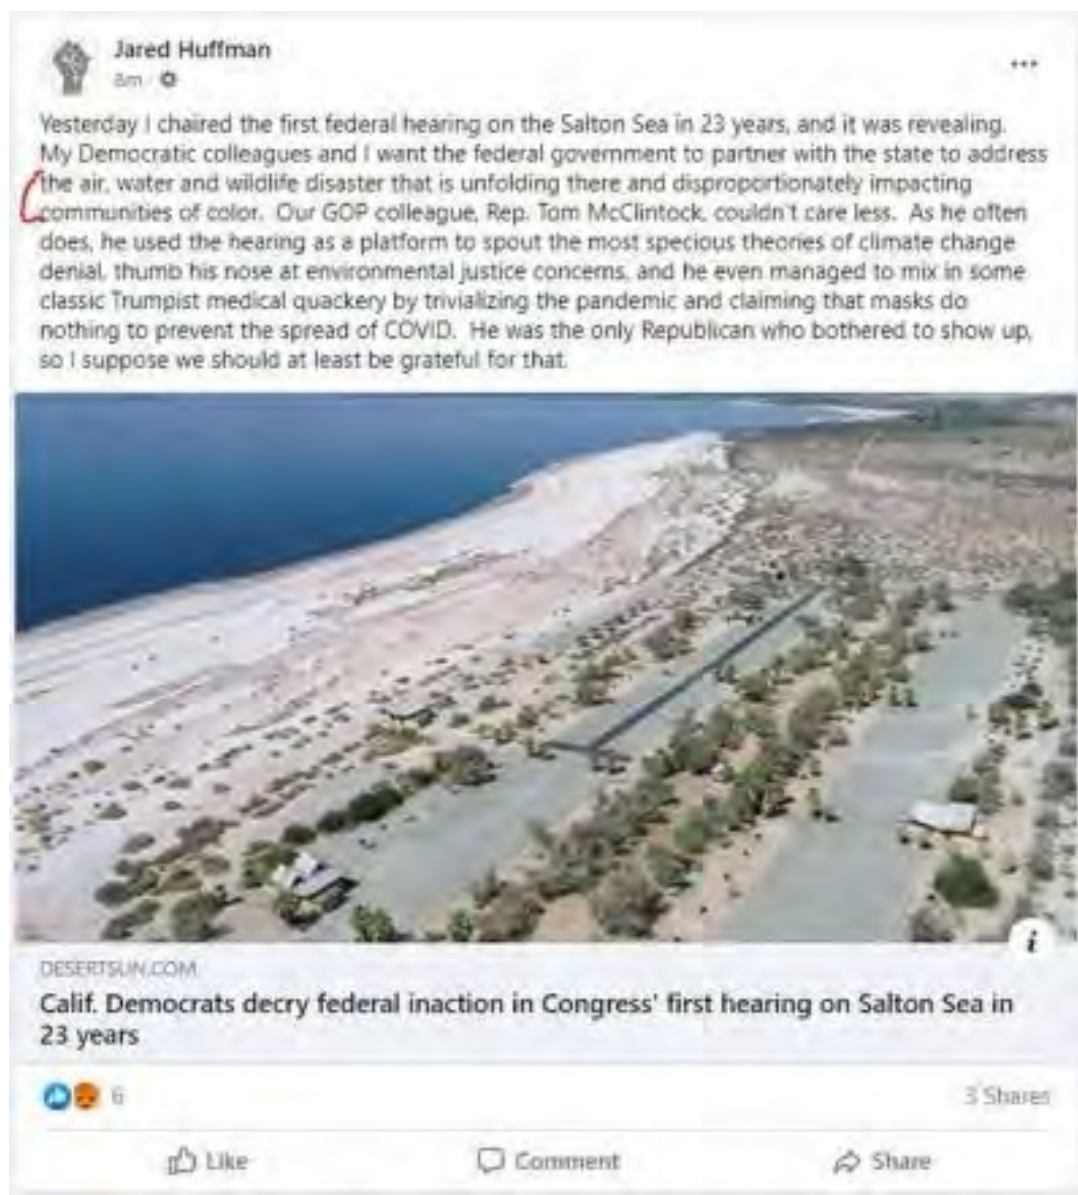 Jared Huffman
8m
Yesterday I chaired the first federal hearing on the Salton Sea in 23 years, and it was revealing.
My Democratic colleagues and I want the federal government to partner with the state to address
the air, water and wildlife disaster that is unfolding there and disproportionately impacting
communities of color. Our GOP colleague, Rep. Tom McClintock, couldn't care less. As he often
does, he used the hearing as a platform to spout the most specious theories of climate change
denial, thumb his nose at environmental justice concerns, and he even managed to mix in some
classic Trumpist medical quackery by trivializing the pandemic and claiming that masks do
nothing to prevent the spread of COVID. He was the only Republican who bothered to show up,
so I suppose we should at least be grateful for that.
DESERTSUN.COM
Calif. Democrats decry federal inaction in Congress' first hearing on Salton Sea in
23 years
6 3 Shares
Like Comment Share